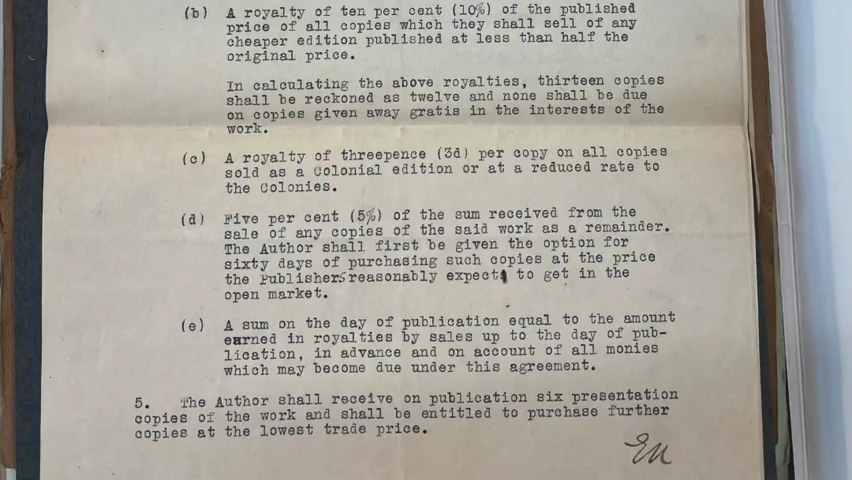 (b) A royalty of ten per cent (10%) of the published
price of all copies which they shall sell of any
cheaper edition published at less than half the
original price.
In calculating the above royalties, thirteen copies
shall be reckoned as twelve and none shall be due
on copies given away gratis in the interests of the
work.
(c) A royalty of threepence (3d) per copy on all copies
sold as a Colonial edition or at a reduced rate to
the Colonies.
(d) Five per cent (5%) of the sum received from the
sale of any copies of the said work as a remainder.
The Author shall first be given the option for
sixty days of purchasing such copies at the price
the Publishers reasonably expect to get in the
open market.
(e) A sum on the day of publication equal to the amount
earned in royalties by sales up to the day of pub-
lication, in advance and on account of all monies
which may become due under this agreement.
5. The Author shall receive on publication six presentation
copies of the work and shall be entitled to purchase further
copies at the lowest trade price.